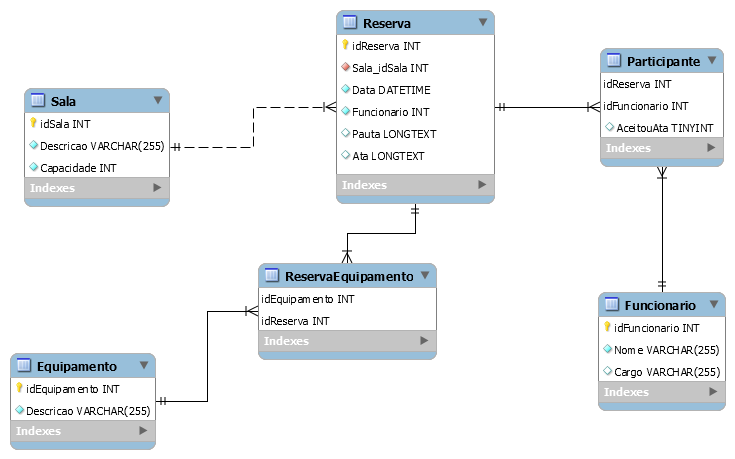 Reserva
idReserva INT
Sala_idSala INT
Data DATETIME
Funcionario INT
Pauta LONGTEXT
Ata LONGTEXT
Indexes
Participante
idReserva INT
idFuncionario INT
AceitouAta TINYINT
Indexes
Sala
idSala INT
Descricao VARCHAR(255)
Capacidade INT
Indexes
ReservaEquipamento
idEquipamento INT
idReserva INT
Indexes
Funcionario
idFuncionario INT
Nome VARCHAR(255)
Cargo VARCHAR(255)
Indexes
Equipamento
idEquipamento INT
Descricao VARCHAR(255)
Indexes